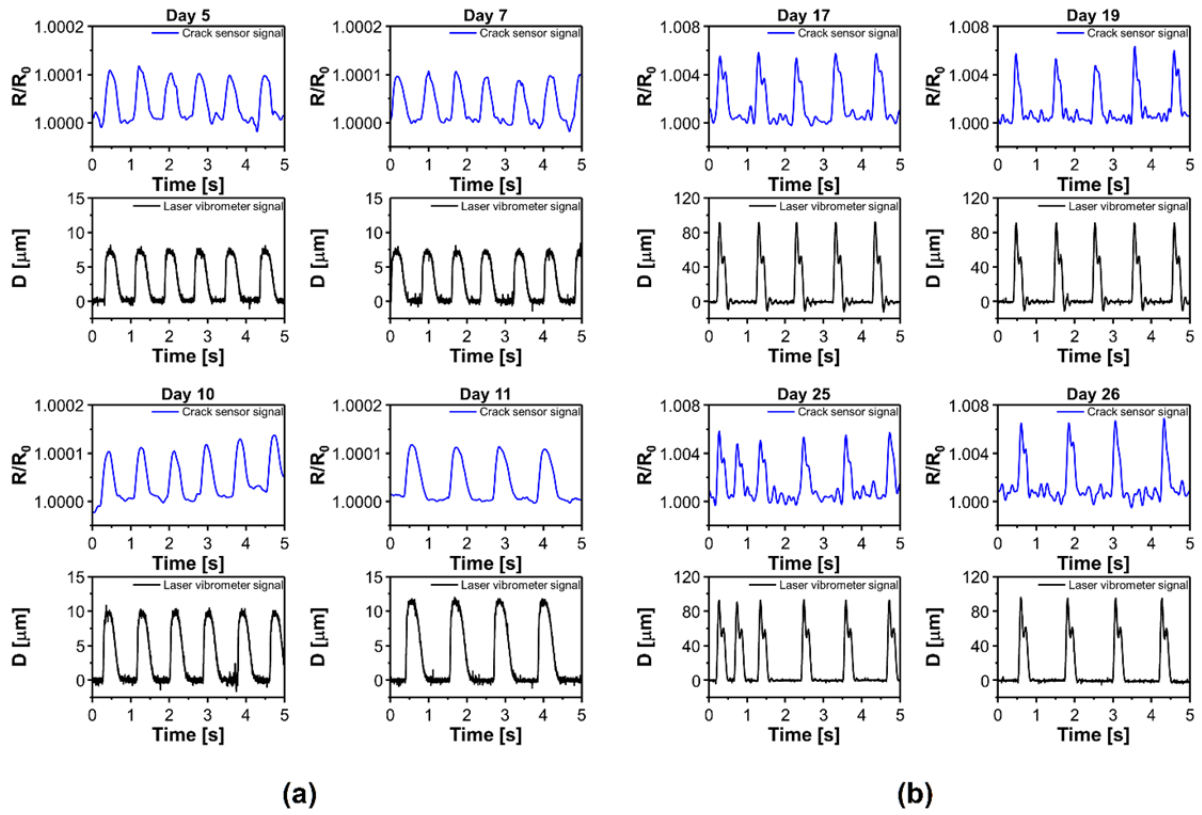 Day 5
Crack sensor signal
R/R0
1.0002
1.0001
1.0000
0 1 2 3 4 5
Time [s]
Laser vibrometer signal
D [μm]
15
10
5
0
0 1 2 3 4 5
Time [s]
Day 7
Crack sensor signal
R/R0
1.0002
1.0001
1.0000
0 1 2 3 4 5
Time [s]
Laser vibrometer signal
D [μm]
15
10
5
0
0 1 2 3 4 5
Time [s]
Day 10
Crack sensor signal
R/R0
1.0002
1.0001
1.0000
0 1 2 3 4 5
Time [s]
Laser vibrometer signal
D [μm]
15
10
5
0
0 1 2 3 4 5
Time [s]
Day 11
Crack sensor signal
R/R0
1.0002
1.0001
1.0000
0 1 2 3 4 5
Time [s]
Laser vibrometer signal
D [μm]
15
10
5
0
0 1 2 3 4 5
Time [s]
(a)
Day 17
Crack sensor signal
R/R0
1.008
1.004
1.000
0 1 2 3 4 5
Time [s]
Laser vibrometer signal
D [μm]
120
80
40
0
0 1 2 3 4 5
Time [s]
Day 19
Crack sensor signal
R/R0
1.008
1.004
1.000
0 1 2 3 4 5
Time [s]
Laser vibrometer signal
D [μm]
120
80
40
0
0 1 2 3 4 5
Time [s]
Day 25
Crack sensor signal
R/R0
1.008
1.004
1.000
0 1 2 3 4 5
Time [s]
Laser vibrometer signal
D [μm]
120
80
40
0
0 1 2 3 4 5
Time [s]
Day 26
Crack sensor signal
R/R0
1.008
1.004
1.000
0 1 2 3 4 5
Time [s]
Laser vibrometer signal
D [μm]
120
80
40
0
0 1 2 3 4 5
Time [s]
(b)